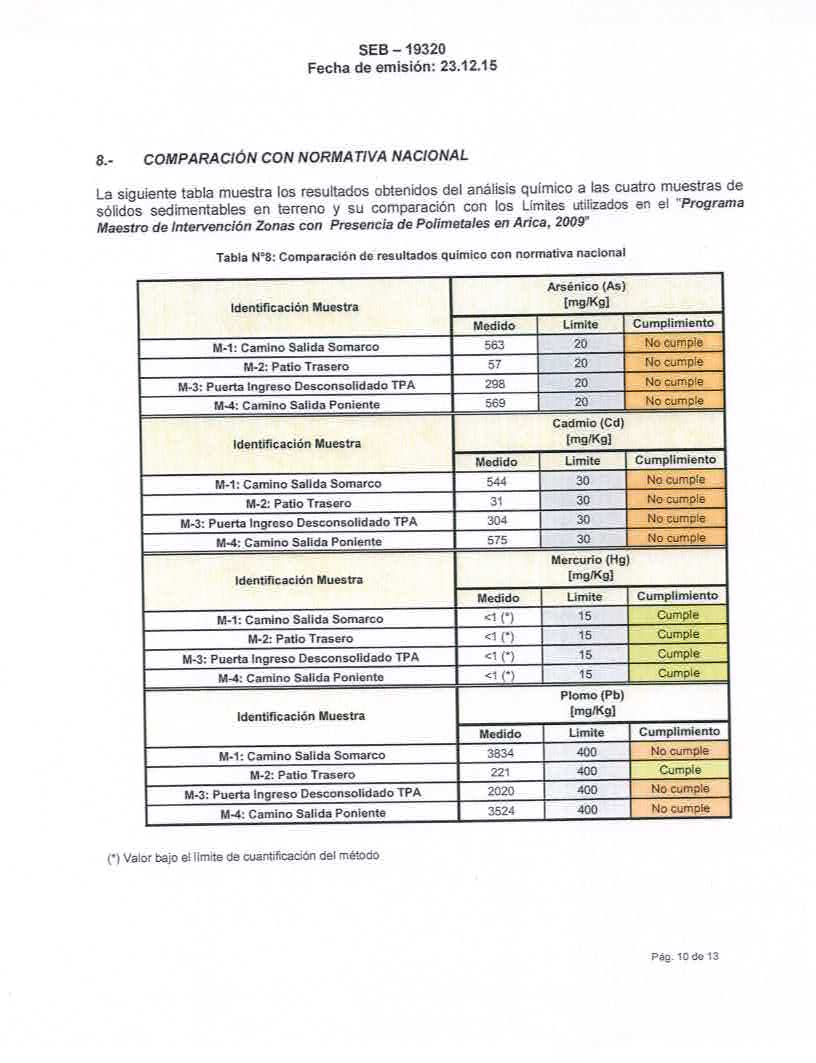 SEB – 19320
Fecha de emisión: 23.12.15
8.- COMPARACIÓN CON NORMATIVA NACIONAL
La siguiente tabla muestra los resultados obtenidos del análisis químico a las cuatro muestras de
sólidos sedimentables en terreno y su comparación con los Límites utilizados en el "Programa
Maestro de Intervención Zonas con Presencia de Polimetales en Arica, 2009"
Tabla N°8: Comparación de resultados químico con normativa nacional
Identificación Muestra
Arsénico (As)
[mg/Kg]
Medido Limite Cumplimiento
M-1: Camino Salida Somarco 563 20 No cumple
M-2: Patio Trasero 57 20 No cumple
M-3: Puerta Ingreso Desconsolidado TPA 298 20 No cumple
M-4: Camino Salida Poniente 569 20 No cumple
Identificación Muestra
Cadmio (Cd)
[mg/Kg]
Medido Limite Cumplimiento
M-1: Camino Salida Somarco 544 30 No cumple
M-2: Patio Trasero 31 30 No cumple
M-3: Puerta Ingreso Desconsolidado TPA 304 30 No cumple
M-4: Camino Salida Poniente 575 30 No cumple
Identificación Muestra
Mercurio (Hg)
[mg/Kg]
Medido Limite Cumplimiento
M-1: Camino Salida Somarco <1 (*) 15 Cumple
M-2: Patio Trasero <1 (*) 15 Cumple
M-3: Puerta Ingreso Desconsolidado TPA <1 (*) 15 Cumple
M-4: Camino Salida Poniente <1 (*) 15 Cumple
Identificación Muestra
Plomo (Pb)
[mg/Kg]
Medido Limite Cumplimiento
M-1: Camino Salida Somarco 3834 400 No cumple
M-2: Patio Trasero 221 400 Cumple
M-3: Puerta Ingreso Desconsolidado TPA 2020 400 No cumple
M-4: Camino Salida Poniente 3524 400 No cumple
(*) Valor bajo el límite de cuantificación del método
Pág. 10 de 13